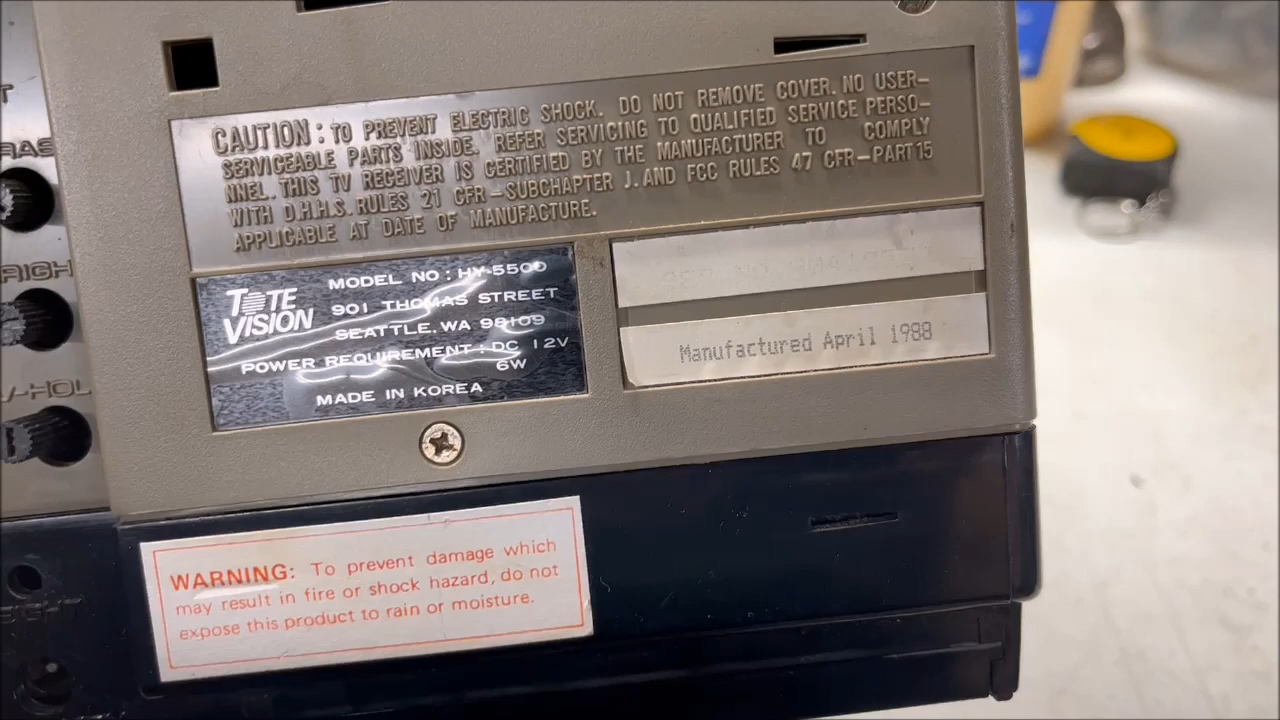 CAUTION: TO PREVENT ELECTRIC SHOCK. DO NOT REMOVE COVER. NO USER-
SERVICEABLE PARTS INSIDE. REFER SERVICING TO QUALIFIED SERVICE PERSO-
NNEL. THIS TV RECEIVER IS CERTIFIED BY THE MANUFACTURER TO COMPLY
WITH D.H.H.S. RULES 21 CFR-SUBCHAPTER J. AND FCC RULES 47 CFR-PART 15
APPLICABLE AT DATE OF MANUFACTURE.
TOTE
VISION
MODEL NO : HY-5500
901 THOMAS STREET
SEATTLE. WA 98109
POWER REQUIREMENT : DC 12V
6W
MADE IN KOREA
Manufactured April 1988
V-HOL
WARNING: To prevent damage which
may result in fire or shock hazard, do not
expose this product to rain or moisture.